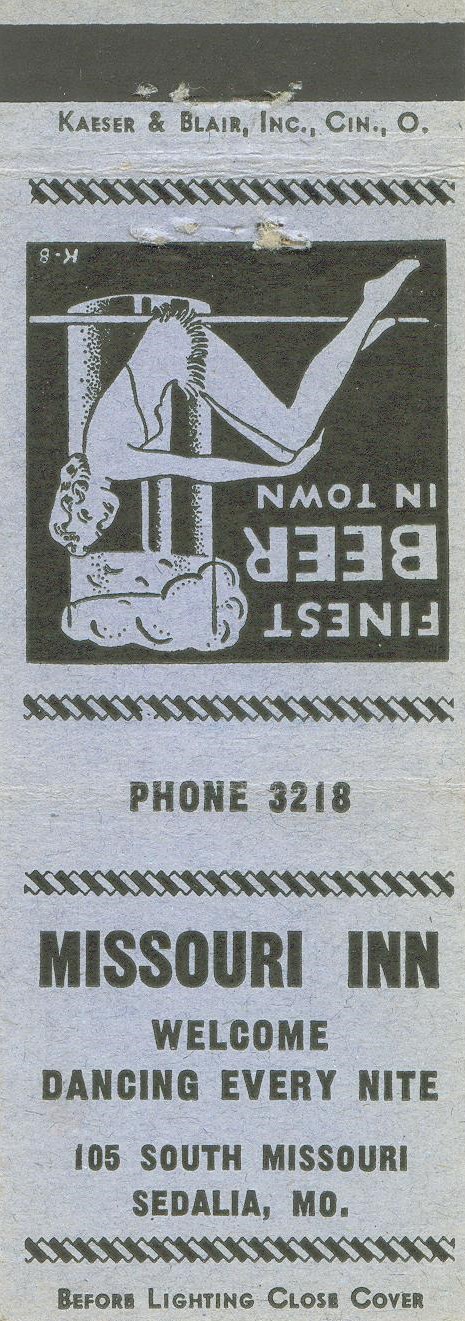 KAESER & BLAIR, INC., CIN., O.
K-8
FINEST
BEER
IN TOWN
PHONE 3218
MISSOURI INN
WELCOME
DANCING EVERY NITE
105 SOUTH MISSOURI
SEDALIA, MO.
BEFORE LIGHTING CLOSE COVER